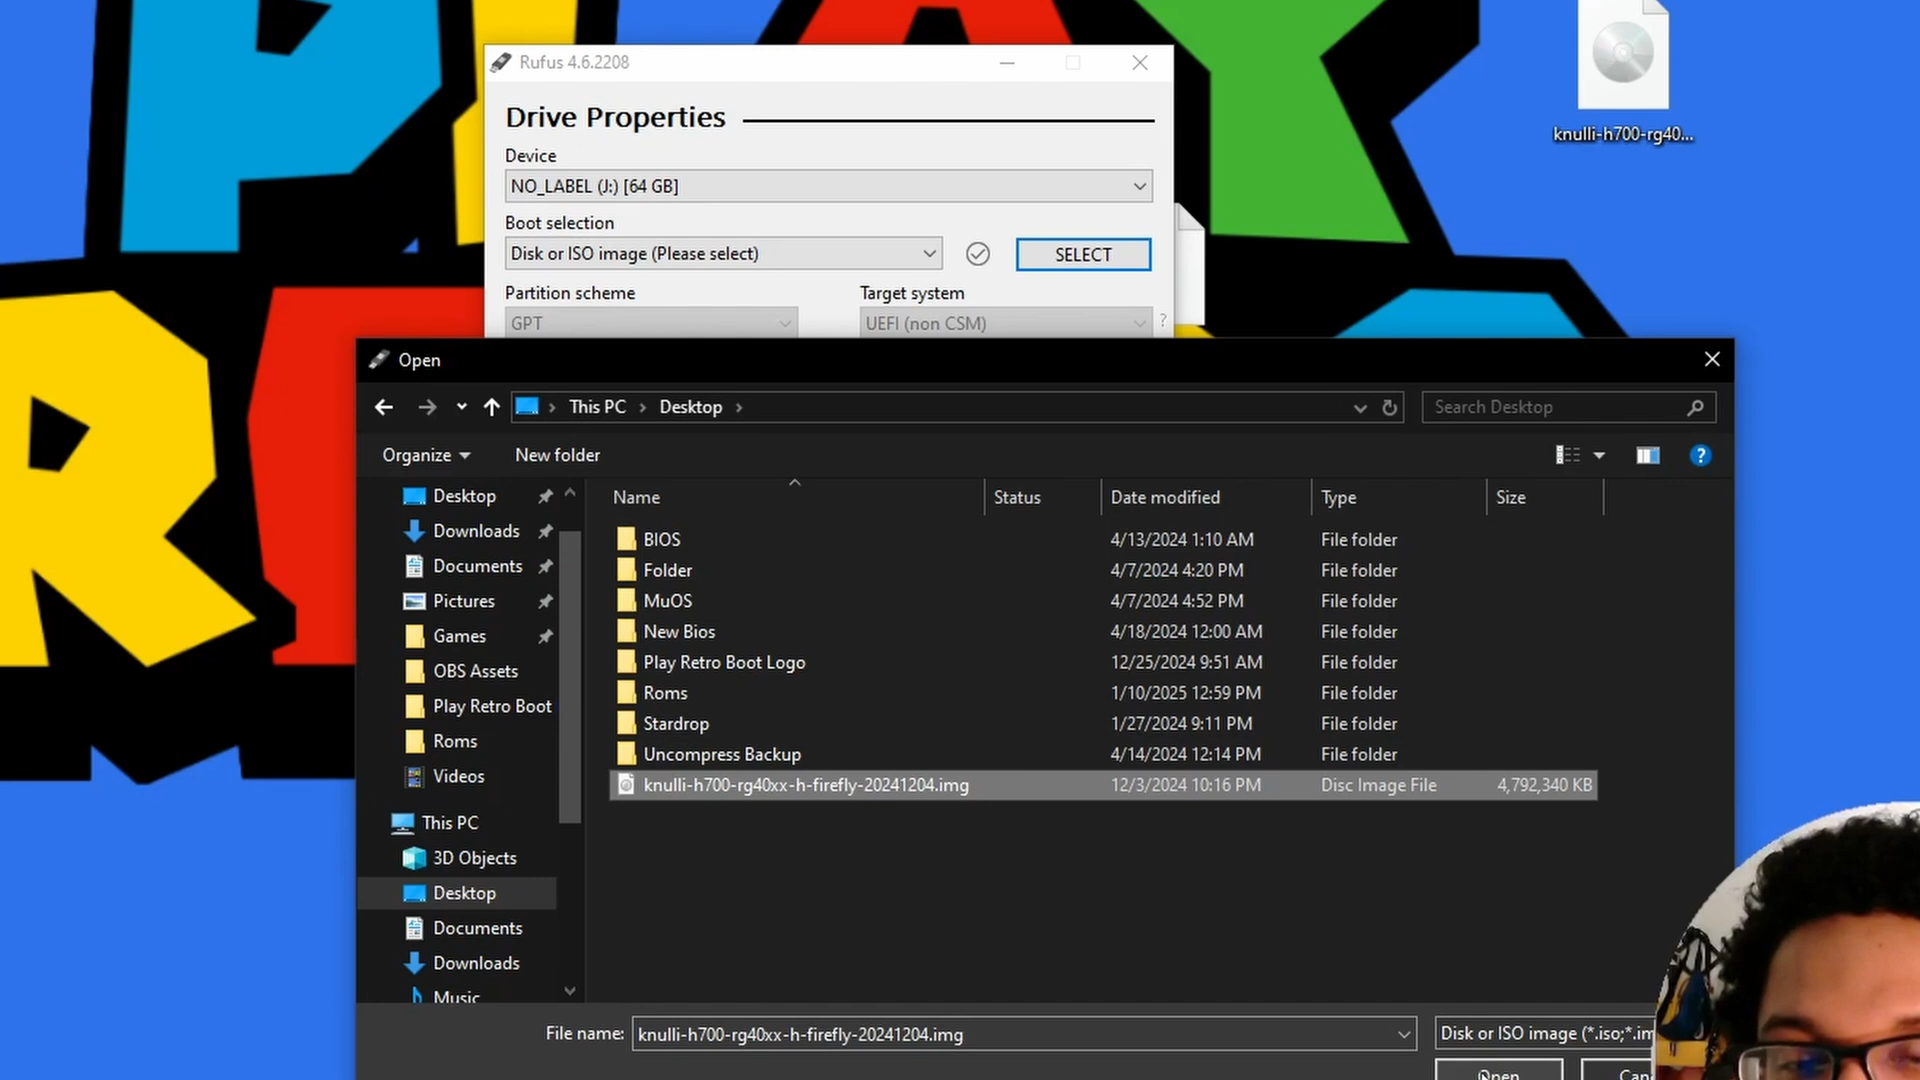 Rufus 4.6.2208
knulli-h700-rg40...
Drive Properties
Device
NO_LABEL (J:) [64 GB]
Boot selection
Disk or ISO image (Please select)
SELECT
Partition scheme
Target system
GPT
UEFI (non CSM)
?
Open
This PC
Desktop
Search Desktop
Organize
New folder
?
Name
Status
Date modified
Type
Size
Desktop
Downloads
Documents
Pictures
Games
OBS Assets
Play Retro Boot
Roms
Videos
This PC
3D Objects
Desktop
Documents
Downloads
Music
BIOS 4/13/2024 1:10 AM File folder
Folder 4/7/2024 4:20 PM File folder
MuOS 4/7/2024 4:52 PM File folder
New Bios 4/18/2024 12:00 AM File folder
Play Retro Boot Logo 12/25/2024 9:51 AM File folder
Roms 1/10/2025 12:59 PM File folder
Stardrop 1/27/2024 9:11 PM File folder
Uncompress Backup 4/14/2024 12:14 PM File folder
knulli-h700-rg40xx-h-firefly-20241204.img 12/3/2024 10:16 PM Disc Image File 4,792,340 KB
File name:
knulli-h700-rg40xx-h-firefly-20241204.img
Disk or ISO image (*.iso;*.im
Open
Can